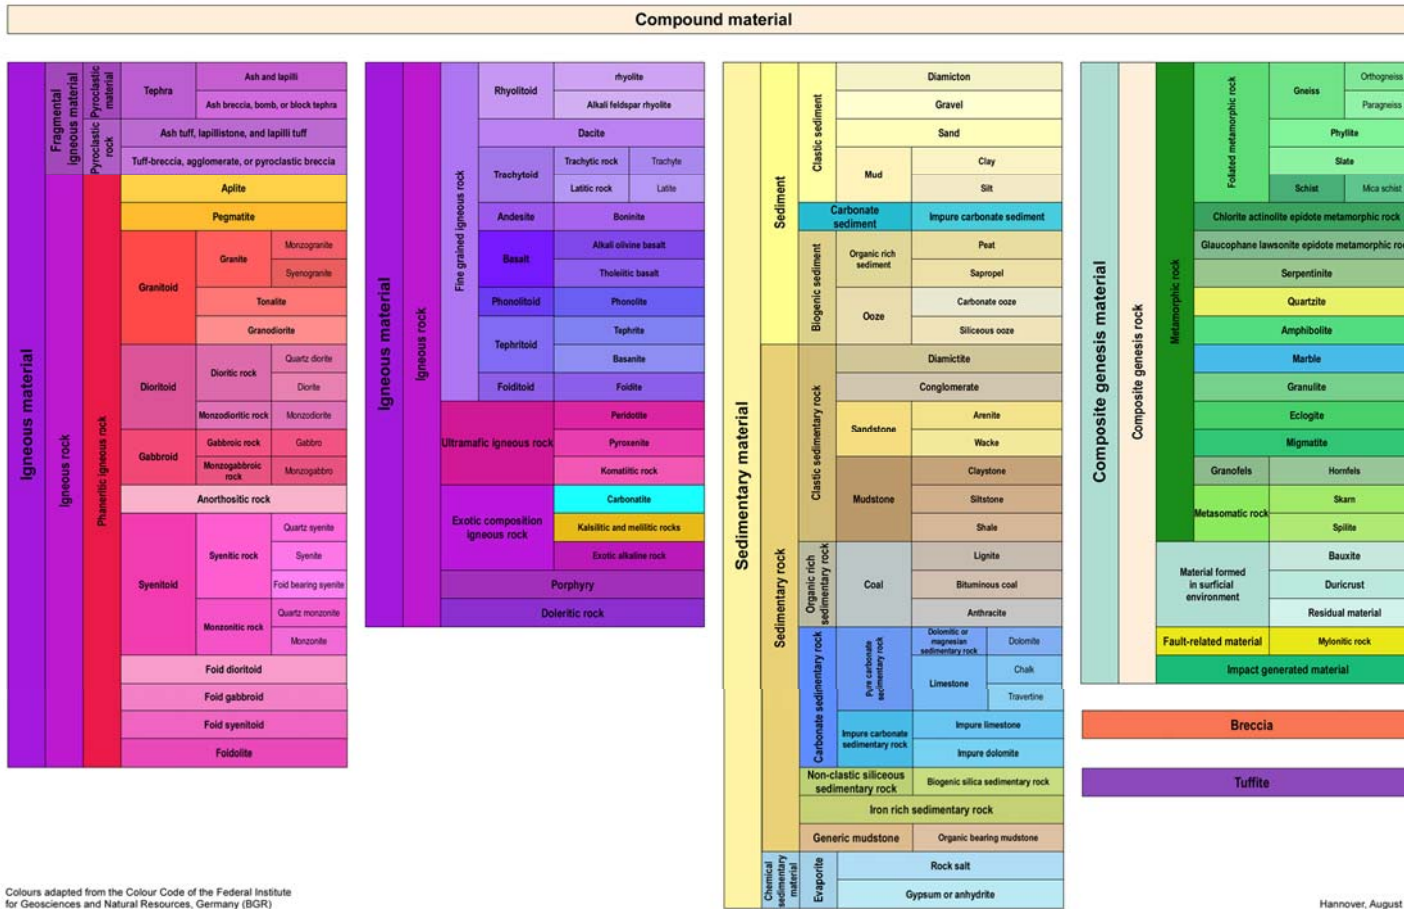 Compound material
Igneous material
Fragmental
igneous material
Pyroclastic
material
Tephra
Ash and lapilli
Ash breccia, bomb, or block tephra
Pyroclastic
rock
Ash tuff, lapillistone, and lapilli tuff
Tuff-breccia, agglomerate, or pyroclastic breccia
Igneous rock
Phaneritic igneous rock
Aplite
Pegmatite
Granitoid
Granite
Monzogranite
Syenogranite
Tonalite
Granodiorite
Dioritoid
Dioritic rock
Quartz diorite
Diorite
Monzodioritic rock
Monzodiorite
Gabbroid
Gabbroic rock
Gabbro
Monzogabbroic
rock
Monzogabbro
Anorthositic rock
Syenitoid
Syenitic rock
Quartz syenite
Syenite
Foid bearing syenite
Monzonitic rock
Quartz monzonite
Monzonite
Foid dioritoid
Foid gabbroid
Foid syenitoid
Foidolite
Igneous material
Igneous rock
Fine grained igneous rock
Rhyolitoid
rhyolite
Alkali feldspar rhyolite
Dacite
Trachytoid
Trachytic rock
Trachyte
Latitic rock
Latite
Andesite
Boninite
Basalt
Alkali olivine basalt
Tholeiitic basalt
Phonolitoid
Phonolite
Tephritoid
Tephrite
Basanite
Foiditoid
Foidite
Ultramafic igneous rock
Peridotite
Pyroxenite
Komatiitic rock
Exotic composition
igneous rock
Carbonatite
Kalsilitic and melilitic rocks
Exotic alkaline rock
Porphyry
Doleritic rock
Sedimentary material
Sediment
Clastic sediment
Diamicton
Gravel
Sand
Mud
Clay
Silt
Carbonate
sediment
Impure carbonate sediment
Biogenic sediment
Organic rich
sediment
Peat
Sapropel
Ooze
Carbonate ooze
Siliceous ooze
Sedimentary rock
Clastic sedimentary rock
Diamictite
Conglomerate
Sandstone
Arenite
Wacke
Mudstone
Claystone
Siltstone
Shale
Organic rich
sedimentary rock
Coal
Lignite
Bituminous coal
Anthracite
Carbonate sedimentary rock
Pure carbonate
sedimentary rock
Dolomitic or
magnesian
sedimentary rock
Dolomite
Limestone
Chalk
Travertine
Impure carbonate
sedimentary rock
Impure limestone
Impure dolomite
Non-clastic siliceous
sedimentary rock
Biogenic silica sedimentary rock
Iron rich sedimentary rock
Generic mudstone
Organic bearing mudstone
Chemical
sedimentary
material
Evaporite
Rock salt
Gypsum or anhydrite
Composite genesis material
Composite genesis rock
Metamorphic rock
Foliated metamorphic rock
Gneiss
Orthogneiss
Paragneiss
Phyllite
Slate
Schist
Mica schist
Chlorite actinolite epidote metamorphic rock
Glaucophane lawsonite epidote metamorphic roc
Serpentinite
Quartzite
Amphibolite
Marble
Granulite
Eclogite
Migmatite
Granofels
Hornfels
Metasomatic rock
Skarn
Spilite
Material formed
in surficial
environment
Bauxite
Duricrust
Residual material
Fault-related material
Mylonitic rock
Impact generated material
Breccia
Tuffite
Colours adapted from the Colour Code of the Federal Institute
for Geosciences and Natural Resources, Germany (BGR)
Hannover, August